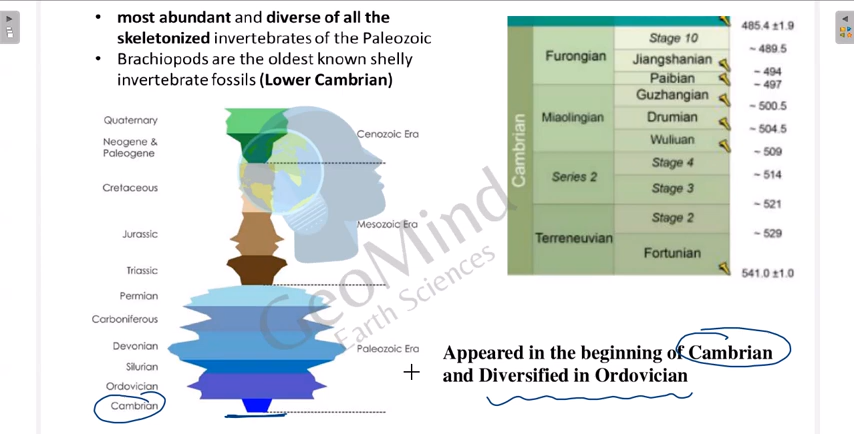 most abundant and diverse of all the
skeletonized invertebrates of the Paleozoic
Brachiopods are the oldest known shelly
invertebrate fossils (Lower Cambrian)
Quaternary
Neogene &
Paleogene
Cretaceous
Jurassic
Triassic
Permian
Carboniferous
Devonian
Silurian
Ordovician
Cambrian
Cenozoic Era
Mesozoic Era
Paleozoic Era
GeoMind
Earth Sciences
Cambrian
Furongian
Miaolingian
Series 2
Terreneuvian
Stage 10
Jiangshanian
Paibian
Guzhangian
Drumian
Wuliuan
Stage 4
Stage 3
Stage 2
Fortunian
485.4 ±1.9
~ 489.5
~ 494
~ 497
~ 500.5
~ 504.5
~ 509
~ 514
~ 521
~ 529
541.0 ±1.0
Appeared in the beginning of Cambrian
and Diversified in Ordovician